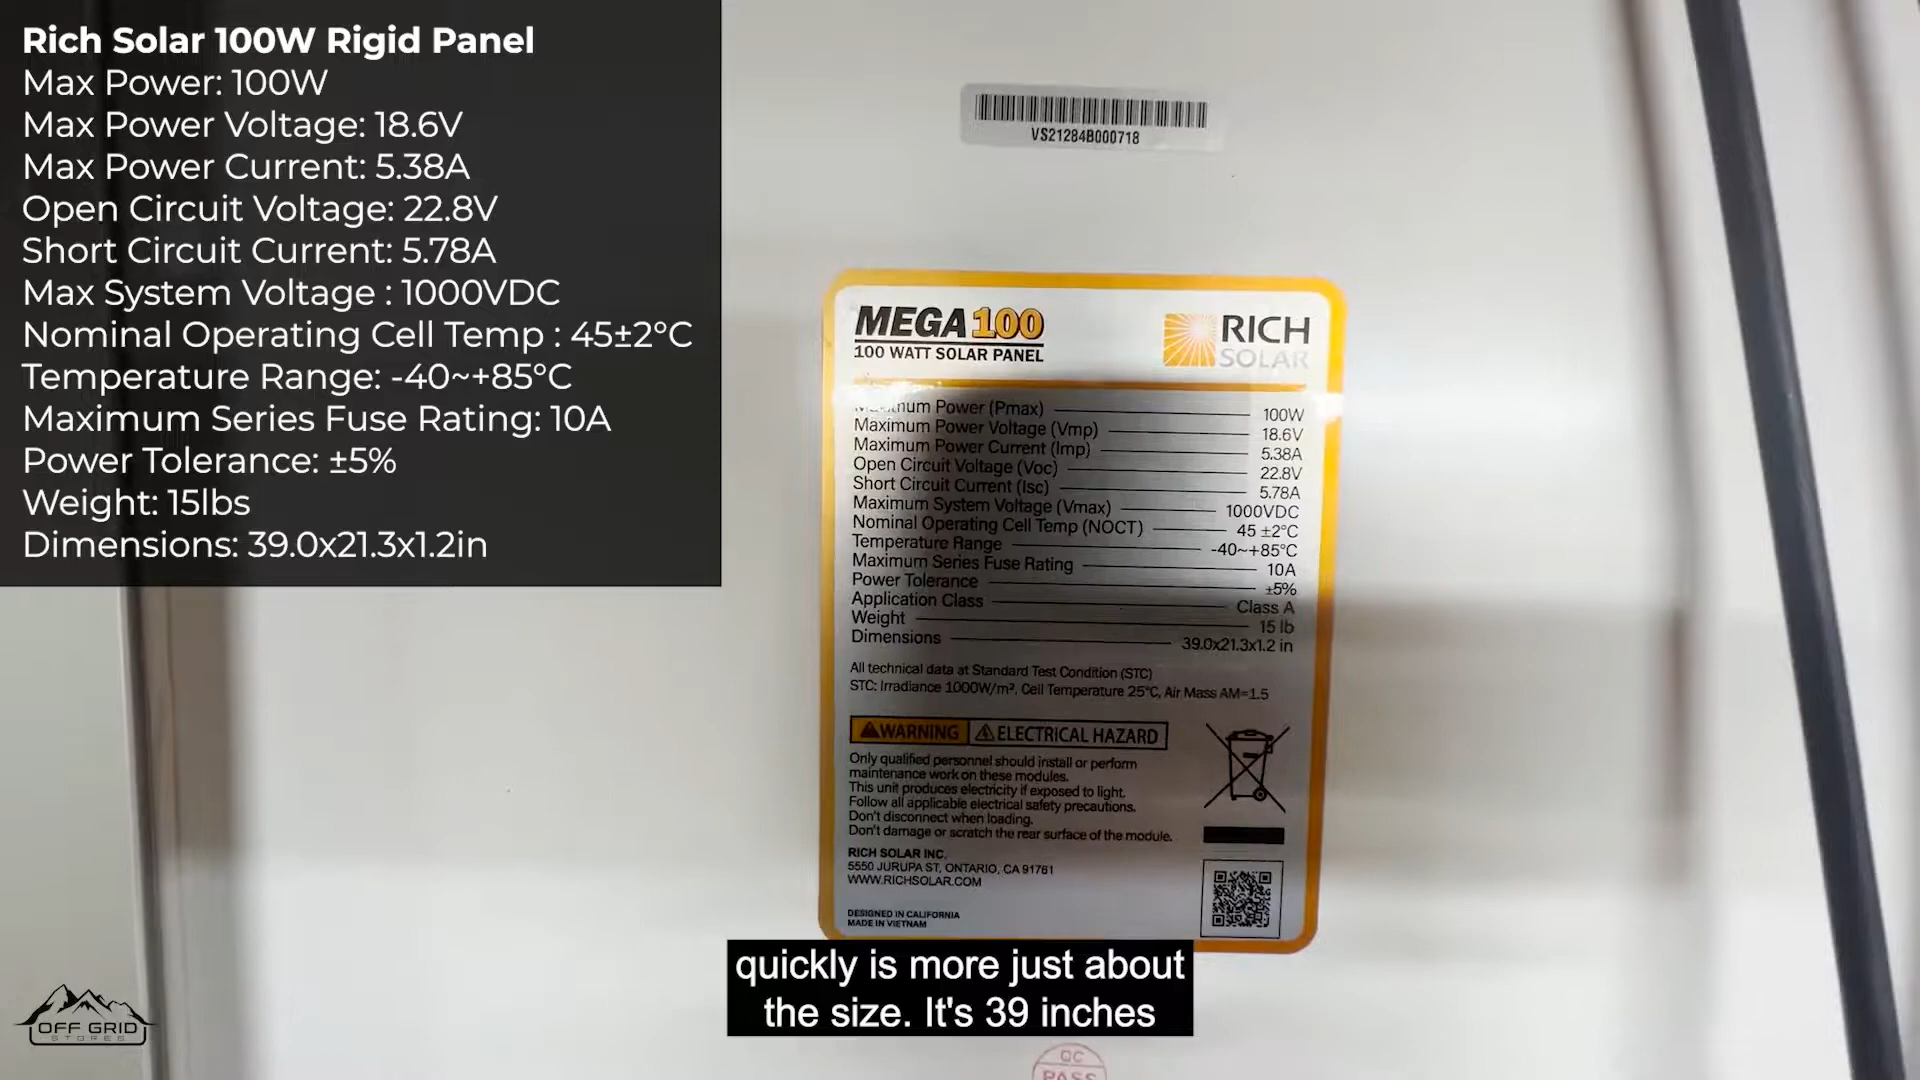 Rich Solar 100W Rigid Panel
Max Power: 100W
Max Power Voltage: 18.6V
Max Power Current: 5.38A
Open Circuit Voltage: 22.8V
Short Circuit Current: 5.78A
Max System Voltage : 1000VDC
Nominal Operating Cell Temp : 45±2°C
Temperature Range: -40~+85°C
Maximum Series Fuse Rating: 10A
Power Tolerance: ±5%
Weight: 15lbs
Dimensions: 39.0x21.3x1.2in
VS21284B000718
MEGA 100
100 WATT SOLAR PANEL
RICH
SOLAR
Power (Pmax) 100W
Maximum Power Voltage (Vmp) 18.6V
Maximum Power Current (Imp) 5.38A
Open Circuit Voltage (Voc) 22.8V
Short Circuit Current (Isc) 5.78A
Maximum System Voltage (Vmax) 1000VDC
Nominal Operating Cell Temp (NOCT) 45 ±2°C
Temperature Range -40~+85°C
Maximum Series Fuse Rating 10A
Power Tolerance ±5%
Application Class Class A
Weight 15 lb
Dimensions 39.0x21.3x1.2 in
All technical data at Standard Test Condition (STC)
STC: Irradiance 1000W/m², Cell Temperature 25°C, Air Mass AM=1.5
WARNING ELECTRICAL HAZARD
Only qualified personnel should install or perform
maintenance work on these modules.
This unit produces electricity if exposed to light.
Follow all applicable electrical safety precautions.
Don't disconnect when loading.
Don't damage or scratch the rear surface of the module.
RICH SOLAR INC.
5550 JURUPA ST, ONTARIO, CA 91761
WWW.RICHSOLAR.COM
DESIGNED IN CALIFORNIA
MADE IN VIETNAM
quickly is more just about
the size. It's 39 inches
OFF GRID
STORES
QC
PASS